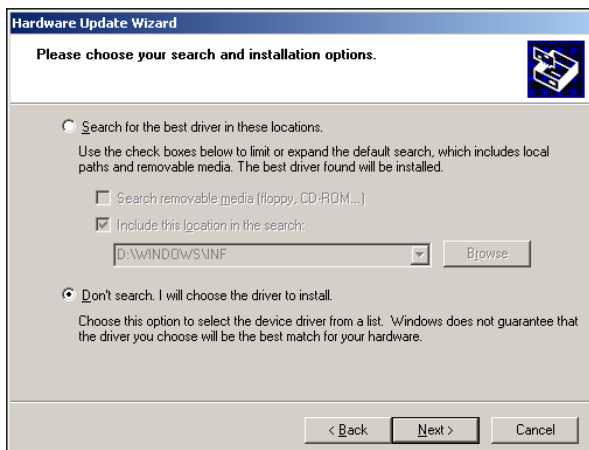 Hardware Update Wizard
Please choose your search and installation options.
Search for the best driver in these locations.
Use the check boxes below to limit or expand the default search, which includes local
paths and removable media. The best driver found will be installed.
Search removable media (floppy, CD-ROM...)
Include this location in the search:
D:\WINDOWS\INF
Browse
Don't search. I will choose the driver to install.
Choose this option to select the device driver from a list. Windows does not guarantee that
the driver you choose will be the best match for your hardware.
< Back
Next >
Cancel